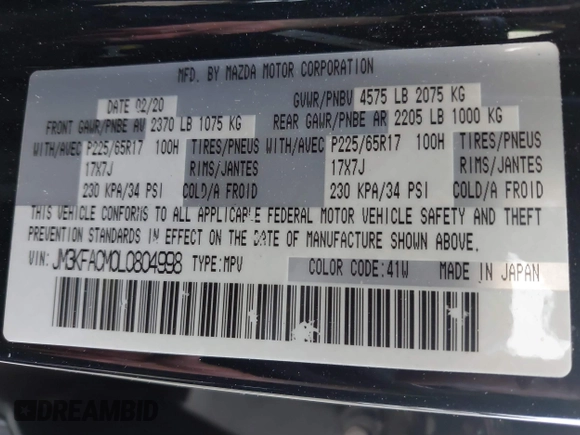 MFD. BY MAZDA MOTOR CORPORATION
DATE 02/20 GVWR/PNBV 4575 LB 2075 KG
FRONT GAWR/PNBE AV 2370 LB 1075 KG REAR GAWR/PNBE AR 2205 LB 1000 KG
WITH/AVEC P225/65R17 100H TIRES/PNEUS WITH/AVEC P225/65R17 100H TIRES/PNEUS
17X7J RIMS/JANTES 17X7J RIMS/JANTES
230 KPA/34 PSI COLD/A FROID 230 KPA/34 PSI COLD/A FROID
THIS VEHICLE CONFORMS TO ALL APPLICABLE FEDERAL MOTOR VEHICLE SAFETY AND THEFT
PREVENTION STANDARDS IN EFFECT ON THE DATE OF MANUFACTURE SHOWN ABOVE.
VIN: JM3KFACM0L0804998 TYPE:MPV COLOR CODE:41W MADE IN JAPAN
DREAMBID